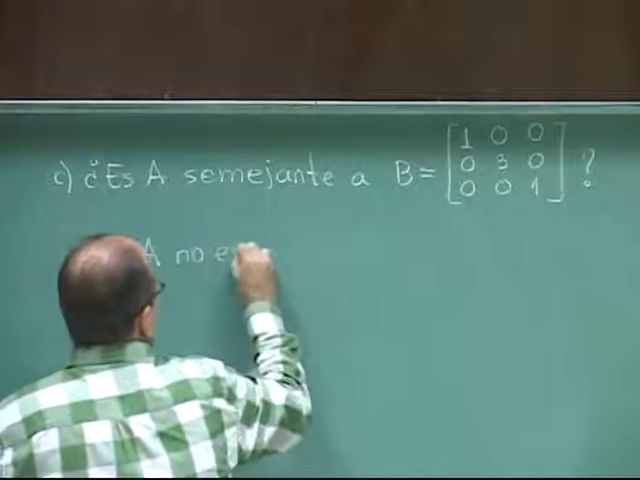 c) ¿Es A semejante a B = [ 1 0 0 ] ?
[ 0 3 0 ]
[ 0 0 1 ]
A no e